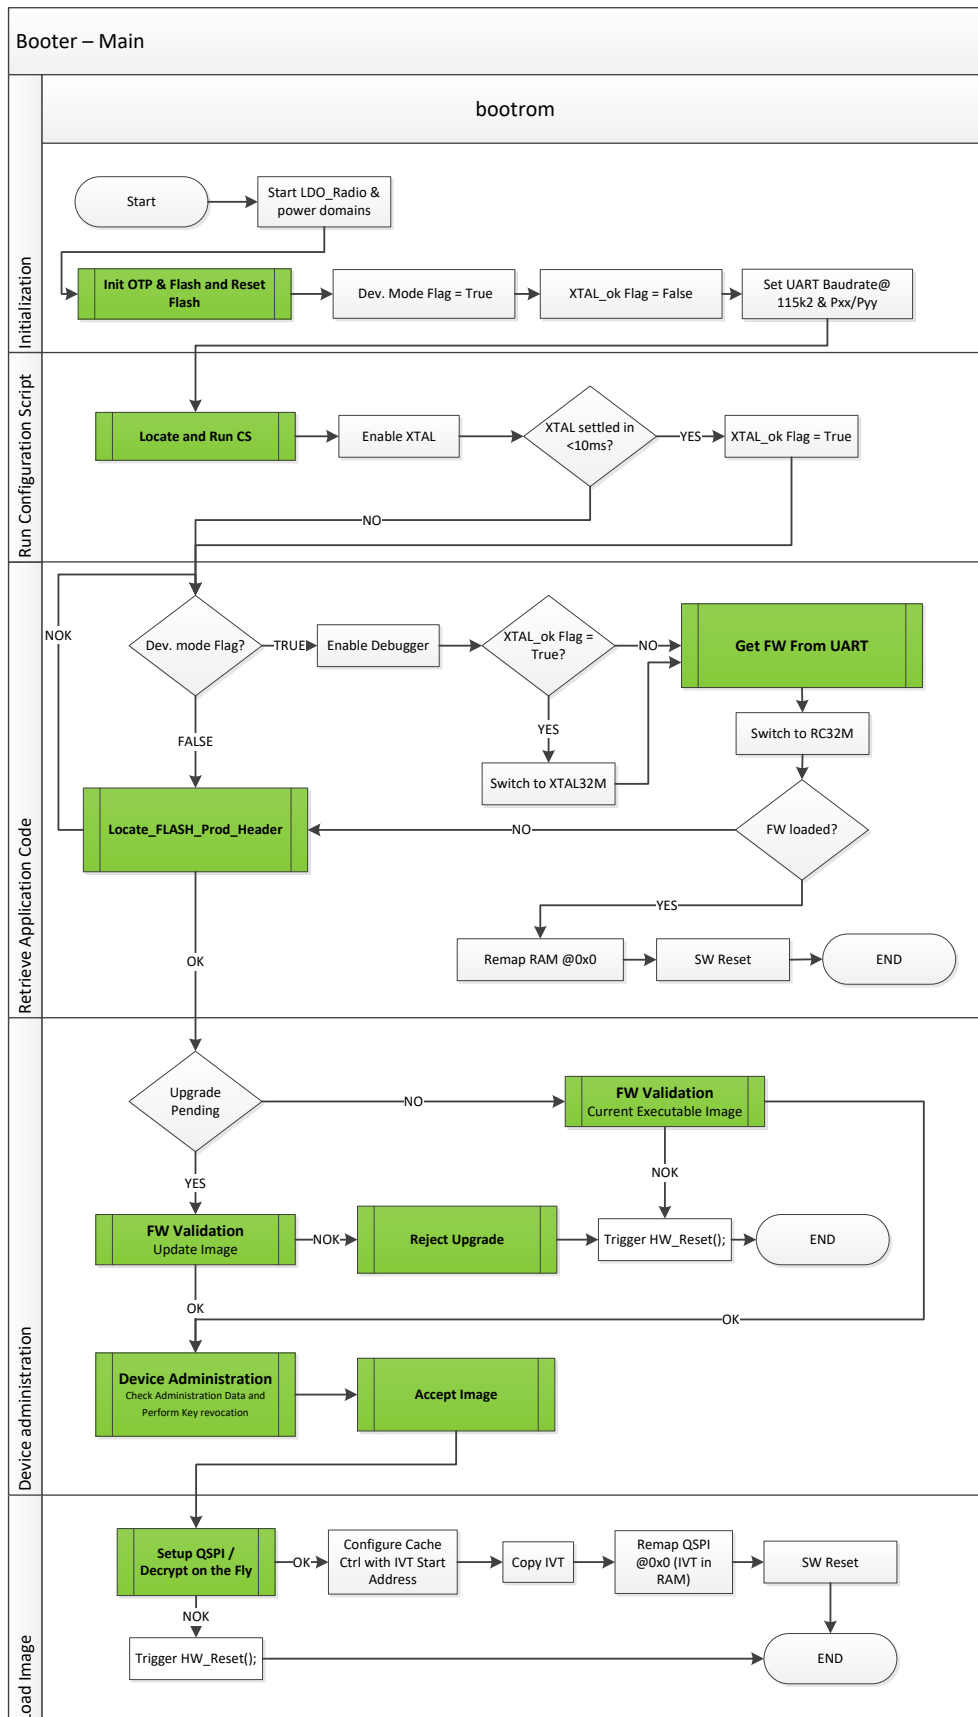 Booter – Main
bootrom
Initialization
Start
Start LDO_Radio &
power domains
Init OTP & Flash and Reset
Flash
Dev. Mode Flag = True
XTAL_ok Flag = False
Set UART Baudrate@
115k2 & Pxx/Pyy
Run Configuration Script
Locate and Run CS
Enable XTAL
XTAL settled in
<10ms?
YES
XTAL_ok Flag = True
NO
Retrieve Application Code
NOK
Dev. mode Flag?
TRUE
Enable Debugger
XTAL_ok Flag =
True?
NO
Get FW From UART
YES
FALSE
Switch to XTAL32M
Switch to RC32M
Locate_FLASH_Prod_Header
NO
FW loaded?
YES
OK
Remap RAM @0x0
SW Reset
END
Device administration
Upgrade
Pending
NO
FW Validation
Current Executable Image
YES
NOK
FW Validation
Update Image
NOK
Reject Upgrade
Trigger HW_Reset();
END
OK
OK
Device Administration
Check Administration Data and
Perform Key revocation
Accept Image
Load Image
Setup QSPI /
Decrypt on the Fly
OK
Configure Cache
Ctrl with IVT Start
Address
Copy IVT
Remap QSPI
@0x0 (IVT in
RAM)
SW Reset
NOK
Trigger HW_Reset();
END